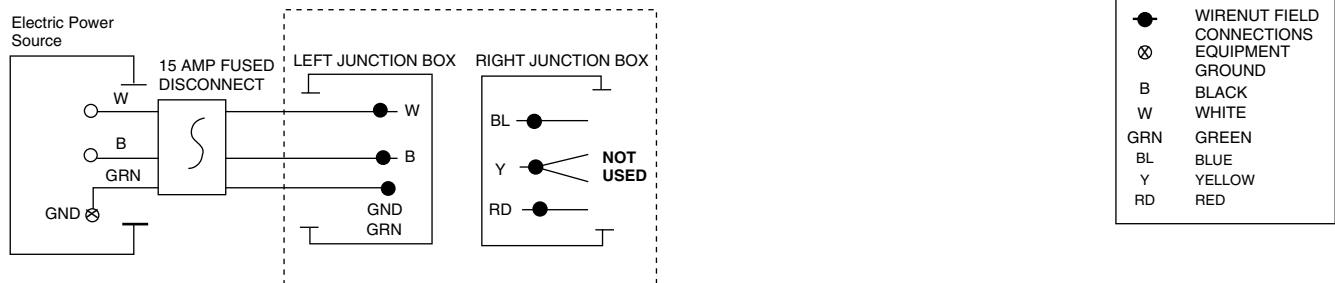 Electric Power
Source
15 AMP FUSED
DISCONNECT
LEFT JUNCTION BOX
RIGHT JUNCTION BOX
W
B
GRN
GND
W
B
GND
GRN
BL
Y
RD
NOT
USED
WIRENUT FIELD
CONNECTIONS
EQUIPMENT
GROUND
B BLACK
W WHITE
GRN GREEN
BL BLUE
Y YELLOW
RD RED